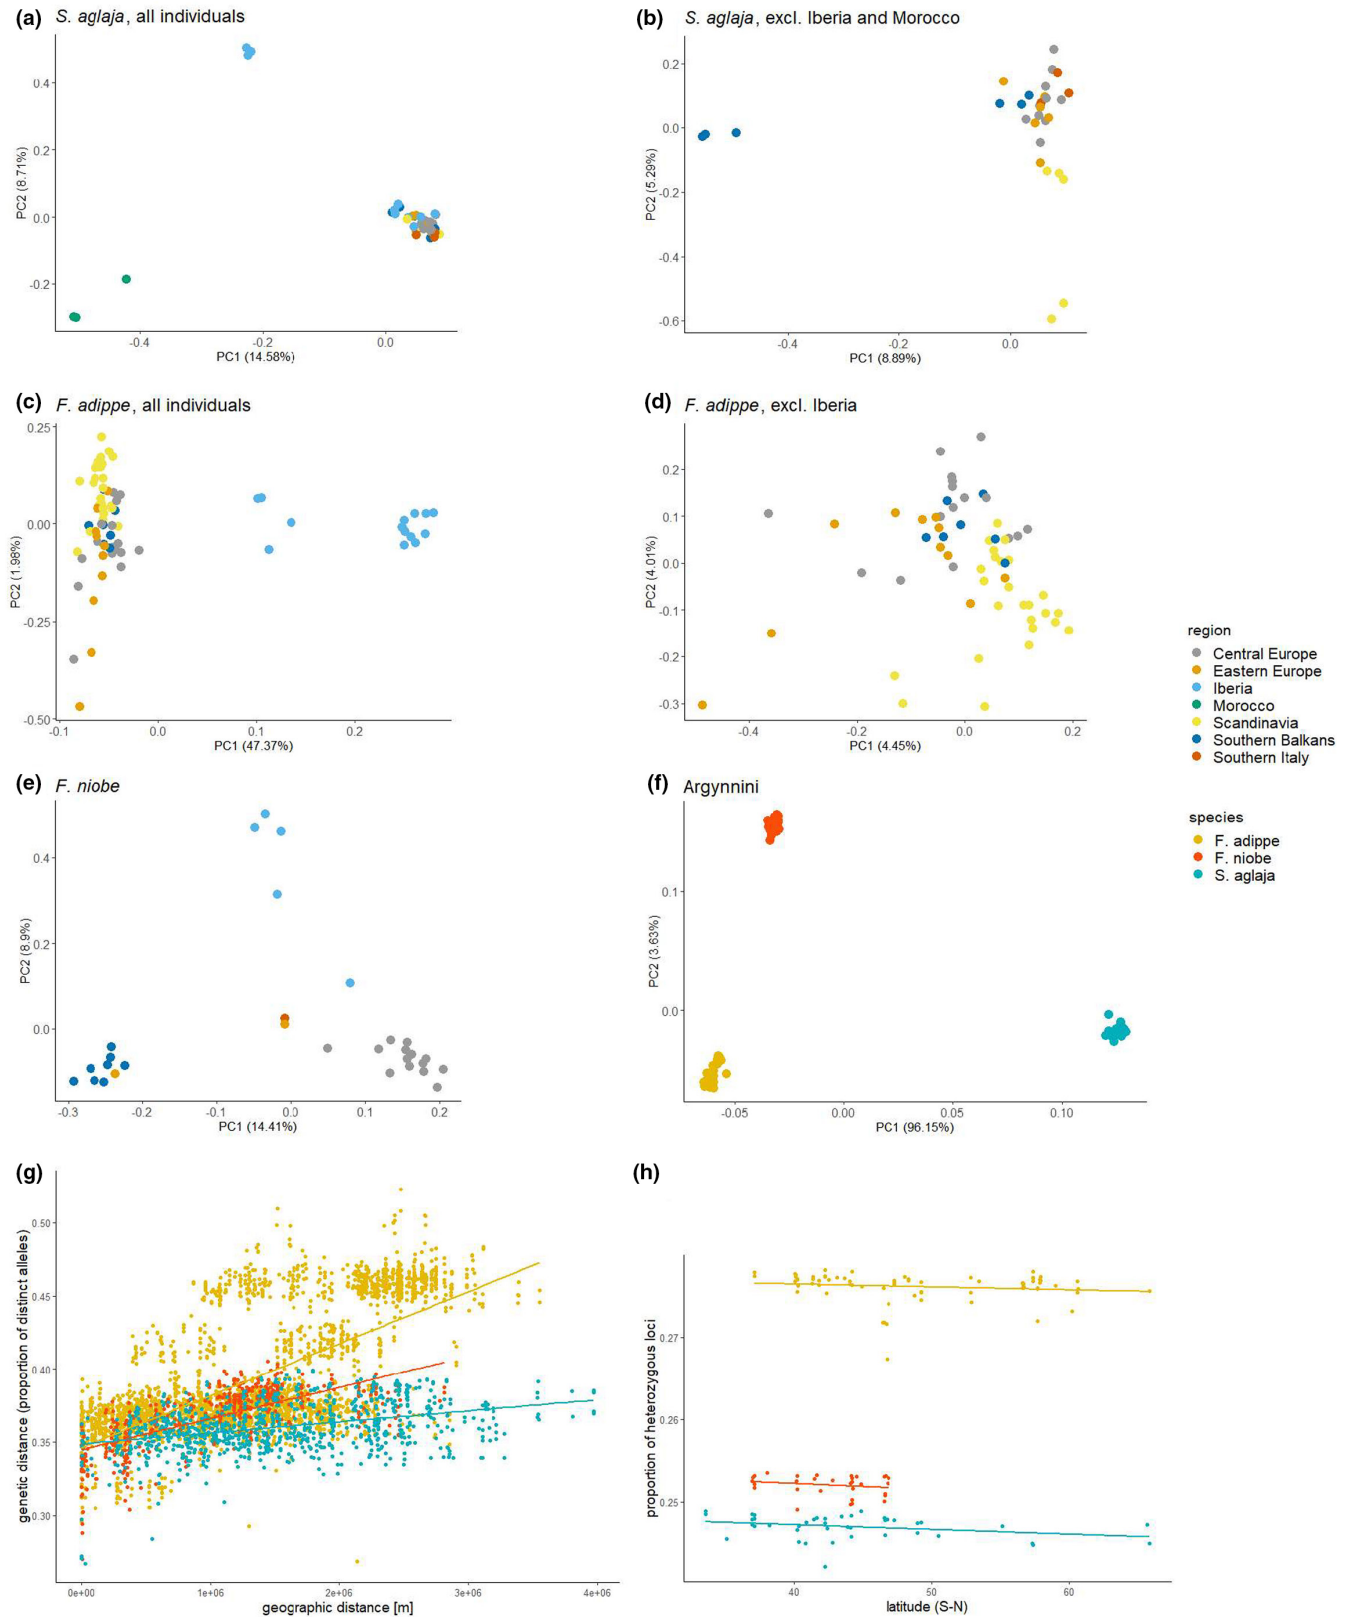 (a) S. aglaja, all individuals
0.4
0.2
0.0
-0.2
PC2 (8.71%)
-0.4
-0.2
0.0
PC1 (14.58%)
(b) S. aglaja, excl. Iberia and Morocco
0.2
0.0
-0.2
-0.4
-0.6
PC2 (5.29%)
-0.4
-0.2
0.0
PC1 (8.89%)
(c) F. adippe, all individuals
0.25
0.00
-0.25
-0.50
PC2 (1.98%)
-0.1
0.0
0.1
0.2
PC1 (47.37%)
(d) F. adippe, excl. Iberia
0.2
0.1
0.0
-0.1
-0.2
-0.3
PC2 (4.01%)
-0.4
-0.2
0.0
0.2
PC1 (4.45%)
region
Central Europe
Eastern Europe
Iberia
Morocco
Scandinavia
Southern Balkans
Southern Italy
(e) F. niobe
0.4
0.2
0.0
PC2 (8.9%)
-0.3
-0.2
-0.1
0.0
0.1
0.2
PC1 (14.41%)
(f) Argynnini
0.1
0.0
PC2 (3.63%)
-0.05
0.00
0.05
0.10
PC1 (96.15%)
species
F. adippe
F. niobe
S. aglaja
(g)
0.50
0.45
0.40
0.35
0.30
genetic distance (proportion of distinct alleles)
0e+00
1e+06
2e+06
3e+06
4e+06
geographic distance [m]
(h)
0.27
0.26
0.25
proportion of heterozygous loci
40
50
60
latitude (S-N)